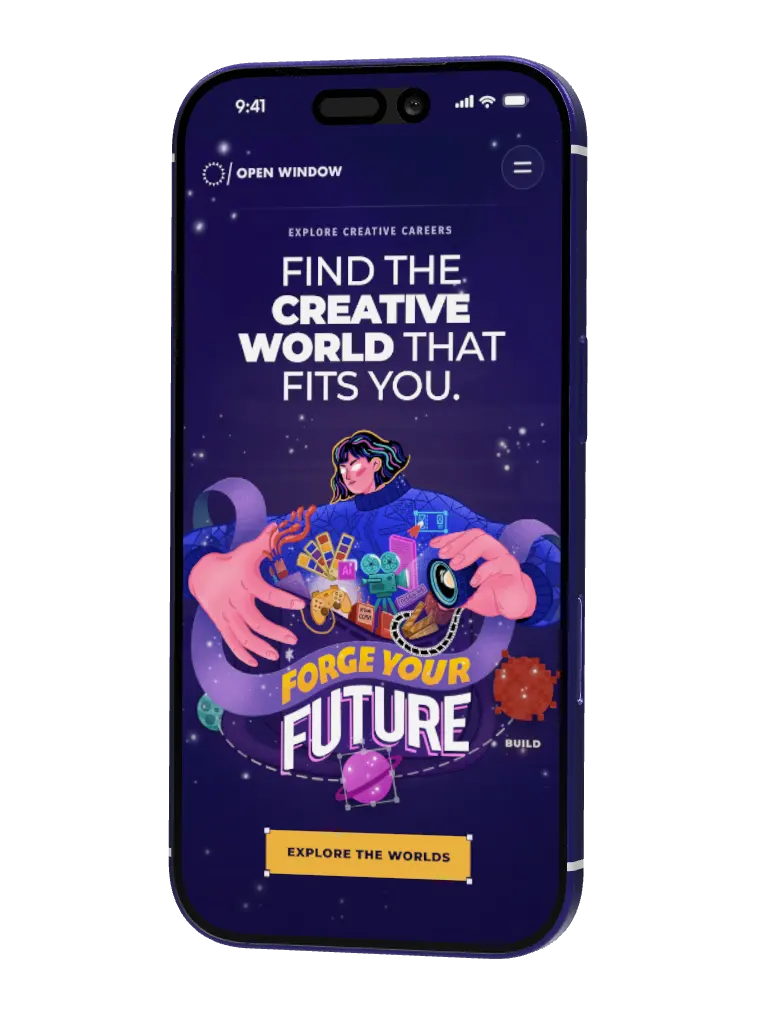 9:41
OPEN WINDOW
EXPLORE CREATIVE CAREERS
FIND THE
CREATIVE
WORLD THAT
FITS YOU.
Ai
FORGE YOUR
FUTURE
BUILD
EXPLORE THE WORLDS